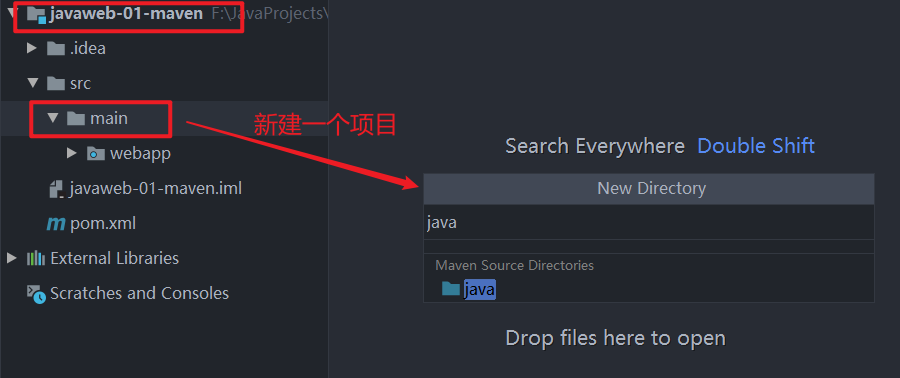 javaweb-01-maven F:\JavaProjects\
.idea
src
main
webapp
javaweb-01-maven.iml
pom.xml
External Libraries
Scratches and Consoles
新建一个项目
Search Everywhere Double Shift
New Directory
java
Maven Source Directories
java
Drop files here to open